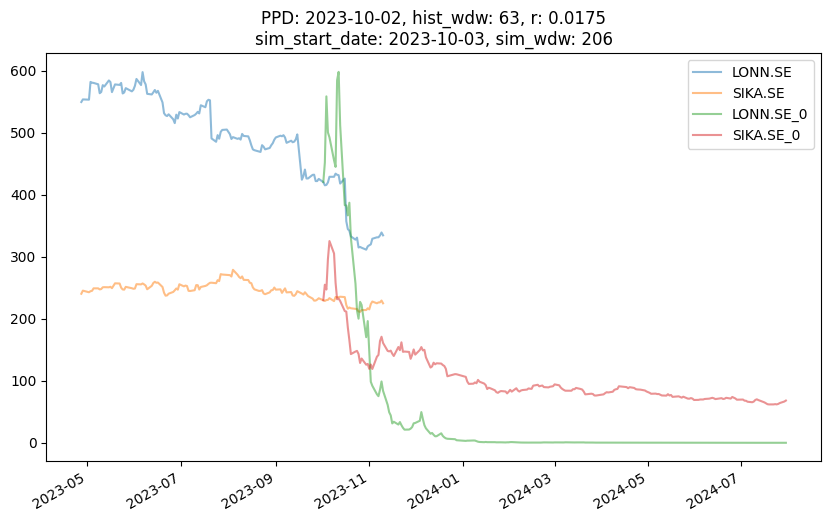 PPD: 2023-10-02, hist_wdw: 63, r: 0.0175
sim_start_date: 2023-10-03, sim_wdw: 206
LONN.SE
SIKA.SE
LONN.SE_0
SIKA.SE_0
600
500
400
300
200
100
0
2023-05
2023-07
2023-09
2023-11
2024-01
2024-03
2024-05
2024-07